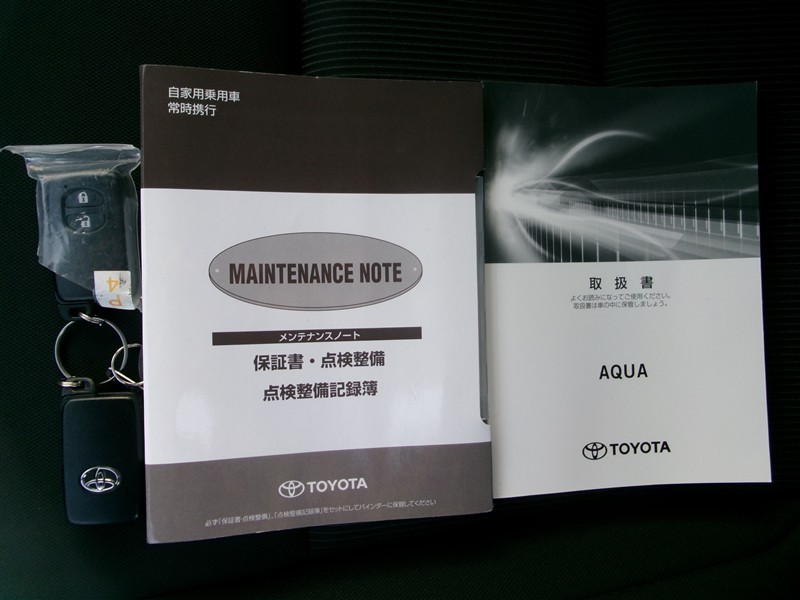 自家用乗用車
常時携行
MAINTENANCE NOTE
メンテナンスノート
保証書・点検整備
点検整備記録簿
TOYOTA
必ず「保証書・点検整備」、「点検整備記録簿」をセットにしてバインダーに保管してください
取扱書
よくお読みになってご使用ください。
取扱書は車の中に保管しましょう。
AQUA
TOYOTA